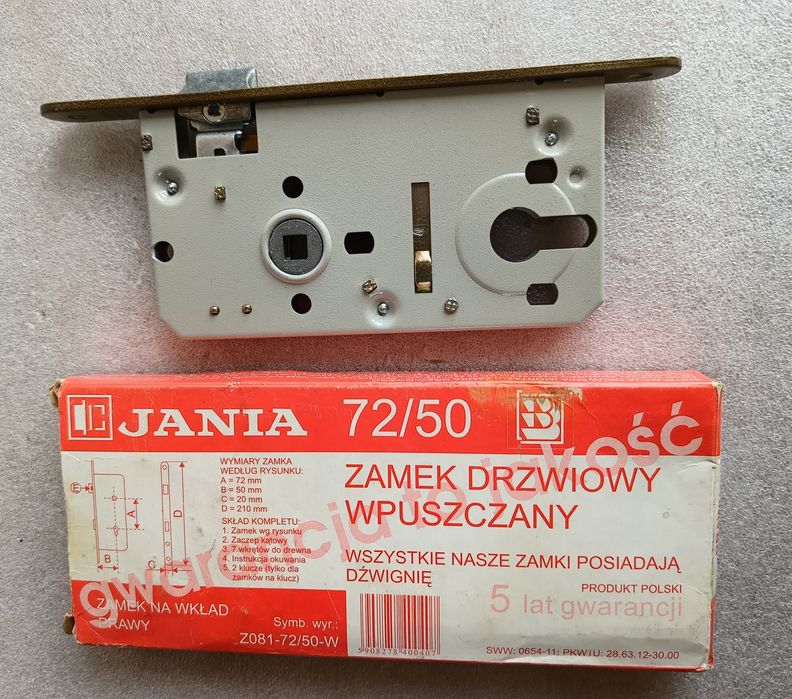 JANIA 72/50 B
WYMIARY ZAMKA
WEDŁUG RYSUNKU:
A = 72 mm
B = 50 mm
C = 20 mm
D = 210 mm
SKŁAD KOMPLETU:
1. Zamek wg rysunku
2. Zaczep kątowy
3. 7 wkrętów do drewna
4. Instrukcja okuwania
5. 2 klucze (tylko dla
zamków na klucz)
E
A
D
B
C
ZAMEK DRZWIOWY
WPUSZCZANY
WSZYSTKIE NASZE ZAMKI POSIADAJĄ
DŹWIGNIĘ
gwarancja to jakość
PRODUKT POLSKI
5 lat gwarancji
ZAMEK NA WKŁAD
PRAWY
Symb. wyr.:
Z081-72/50-W
5908278400407
SWW: 0654-11; PKWiU: 28.63.12-30.00